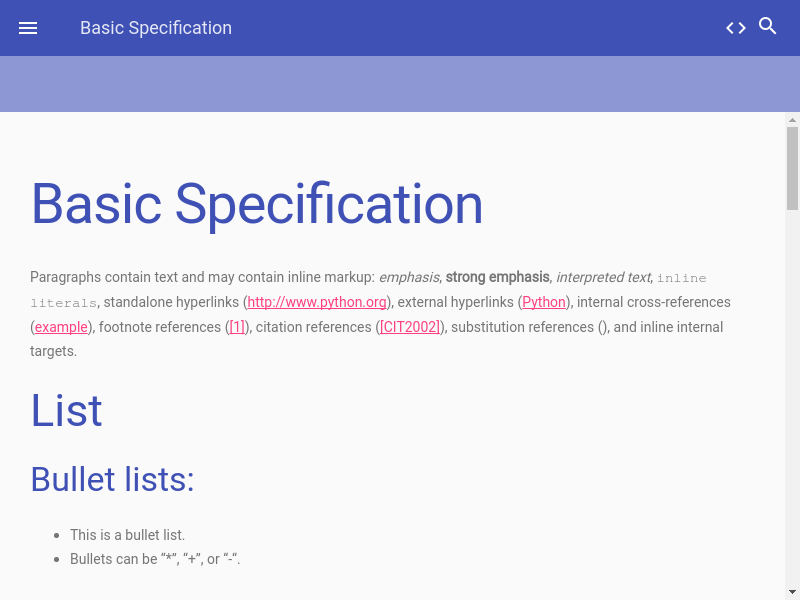 Basic Specification
Basic Specification
Paragraphs contain text and may contain inline markup: emphasis, strong emphasis, interpreted text, inline
literals, standalone hyperlinks (http://www.python.org), external hyperlinks (Python), internal cross-references
(example), footnote references ([1]), citation references ([CIT2002]), substitution references (), and inline internal
targets.
List
Bullet lists:
• This is a bullet list.
• Bullets can be “*”, “+”, or “-“.